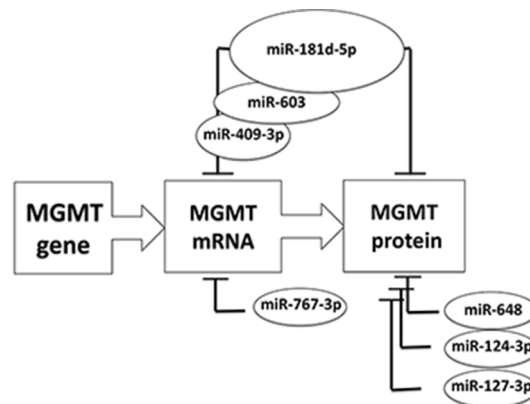 miR-181d-5p
miR-603
miR-409-3p
MGMT
gene
MGMT
mRNA
MGMT
protein
miR-767-3p
miR-648
miR-124-3p
miR-127-3p